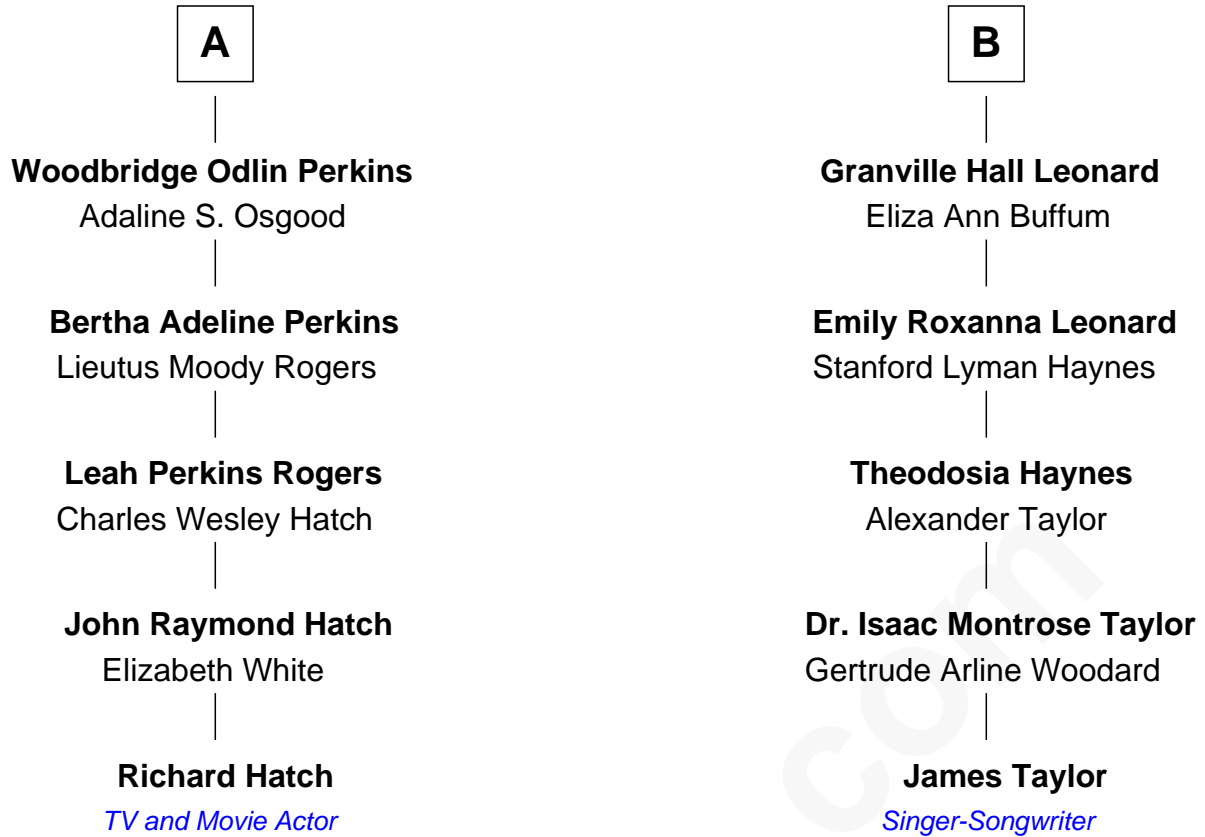 A
Woodbridge Odlin Perkins
Adaline S. Osgood
Bertha Adeline Perkins
Lieutus Moody Rogers
Leah Perkins Rogers
Charles Wesley Hatch
John Raymond Hatch
Elizabeth White
Richard Hatch
TV and Movie Actor
B
Granville Hall Leonard
Eliza Ann Buffum
Emily Roxanna Leonard
Stanford Lyman Haynes
Theodosia Haynes
Alexander Taylor
Dr. Isaac Montrose Taylor
Gertrude Arline Woodard
James Taylor
Singer-Songwriter
com